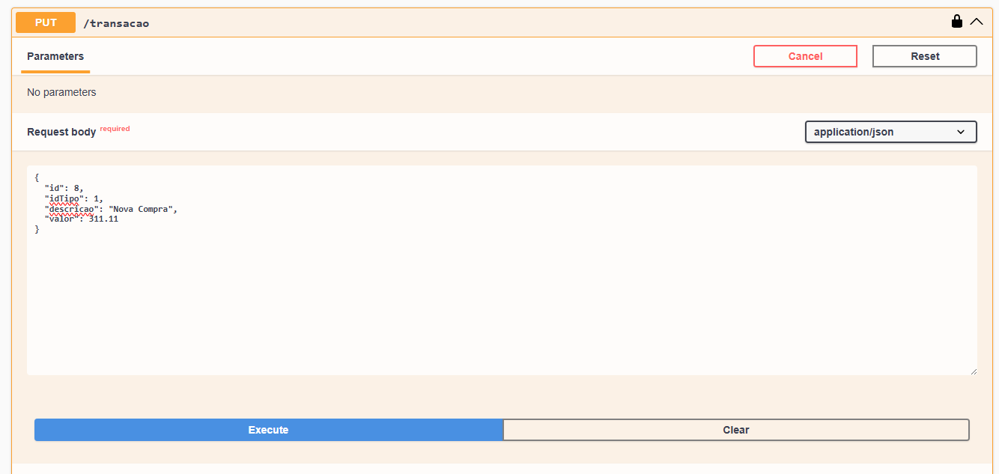 PUT /transacao
Parameters
Cancel
Reset
No parameters
Request body required
application/json
{
  "id": 8,
  "idTipo": 1,
  "descricao": "Nova Compra",
  "valor": 311.11
}
Execute
Clear